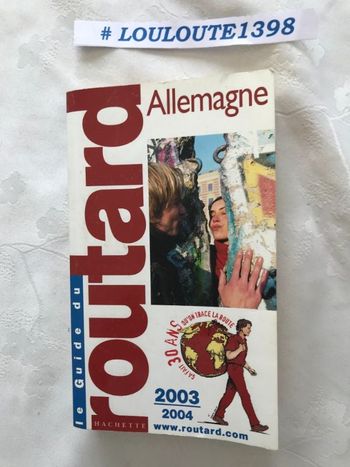 # LOULOUTE1398
Allemagne
le Guide du
routard
ÇA FAIT 30 ANS
QU'ON TRACE LA ROUTE
2003
2004
www.routard.com
HACHETTE